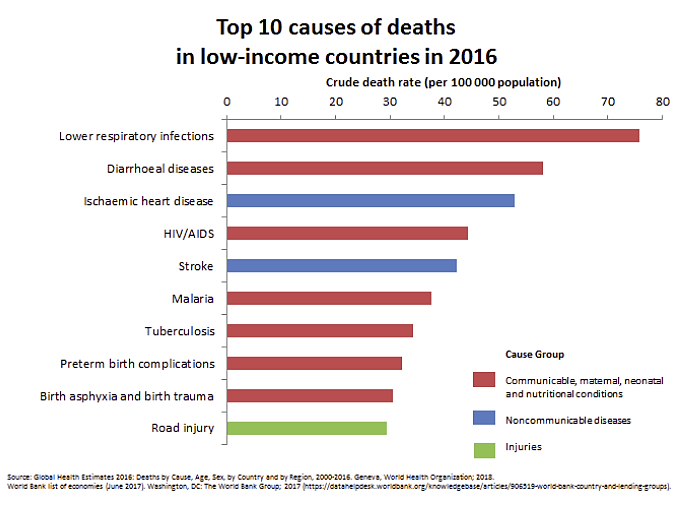 Top 10 causes of deaths
in low-income countries in 2016
Crude death rate (per 100 000 population)
0 10 20 30 40 50 60 70 80
Lower respiratory infections
Diarrhoeal diseases
Ischaemic heart disease
HIV/AIDS
Stroke
Malaria
Tuberculosis
Preterm birth complications
Birth asphyxia and birth trauma
Road injury
Cause Group
Communicable, maternal, neonatal
and nutritional conditions
Noncommunicable diseases
Injuries
Source: Global Health Estimates 2016: Deaths by Cause, Age, Sex, by Country and by Region, 2000-2016. Geneva, World Health Organization; 2018.
World Bank list of economies (June 2017). Washington, DC: The World Bank Group; 2017 (https://datahelpdesk.worldbank.org/knowledgebase/articles/906519-world-bank-country-and-lending-groups).